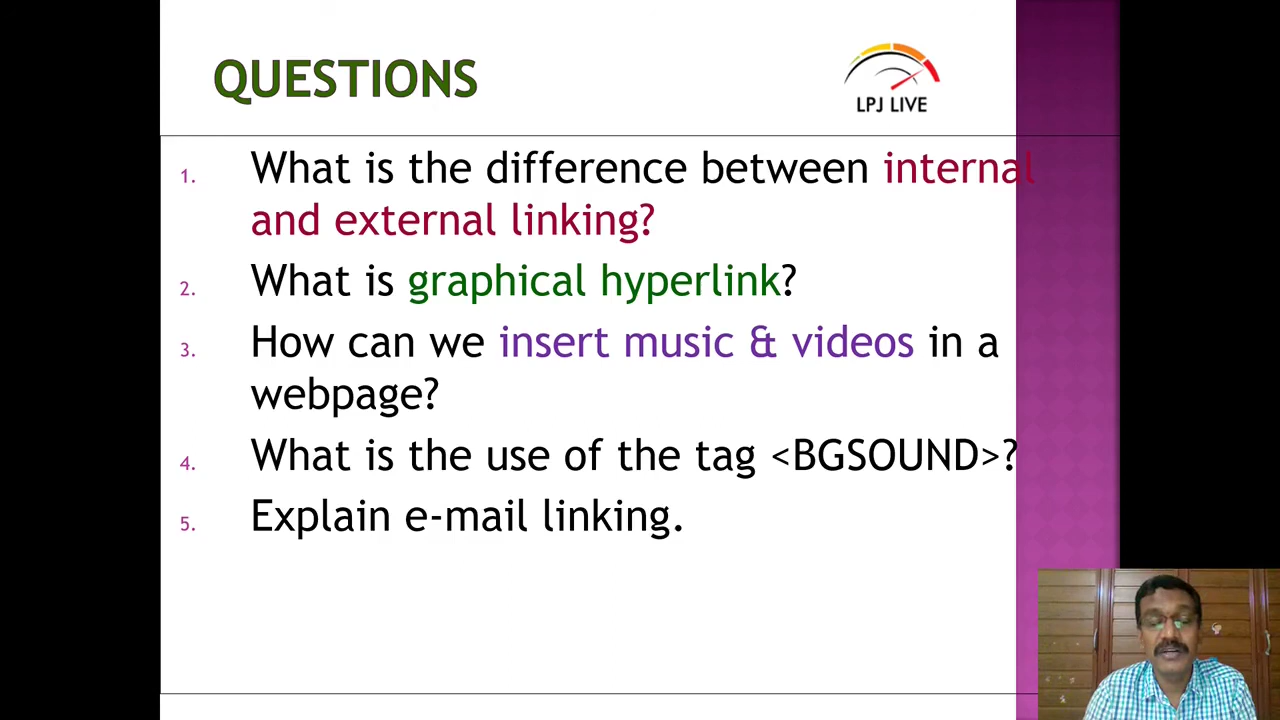 QUESTIONS
LPJ LIVE
1. What is the difference between internal
and external linking?
2. What is graphical hyperlink?
3. How can we insert music & videos in a
webpage?
4. What is the use of the tag <BGSOUND>?
5. Explain e-mail linking.